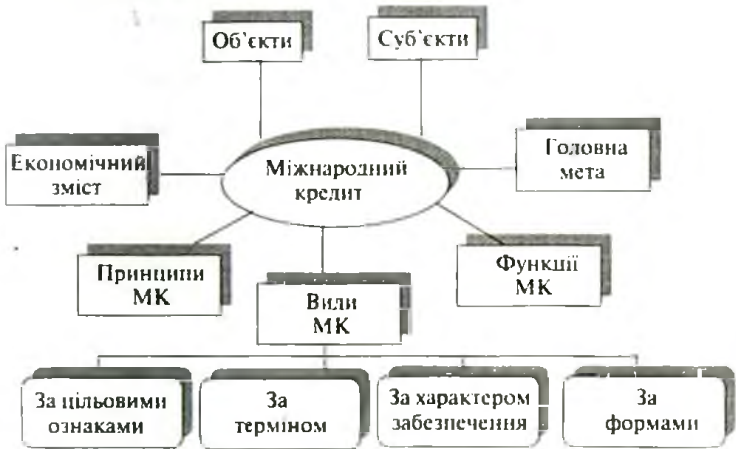 Об'єкти
Суб'єкти
Економічний
зміст
Міжнародний
кредит
Головна
мета
Принципи
МК
Види
МК
Функції
МК
За цільовими
ознаками
За
терміном
За характером
забезпечення
За
формами